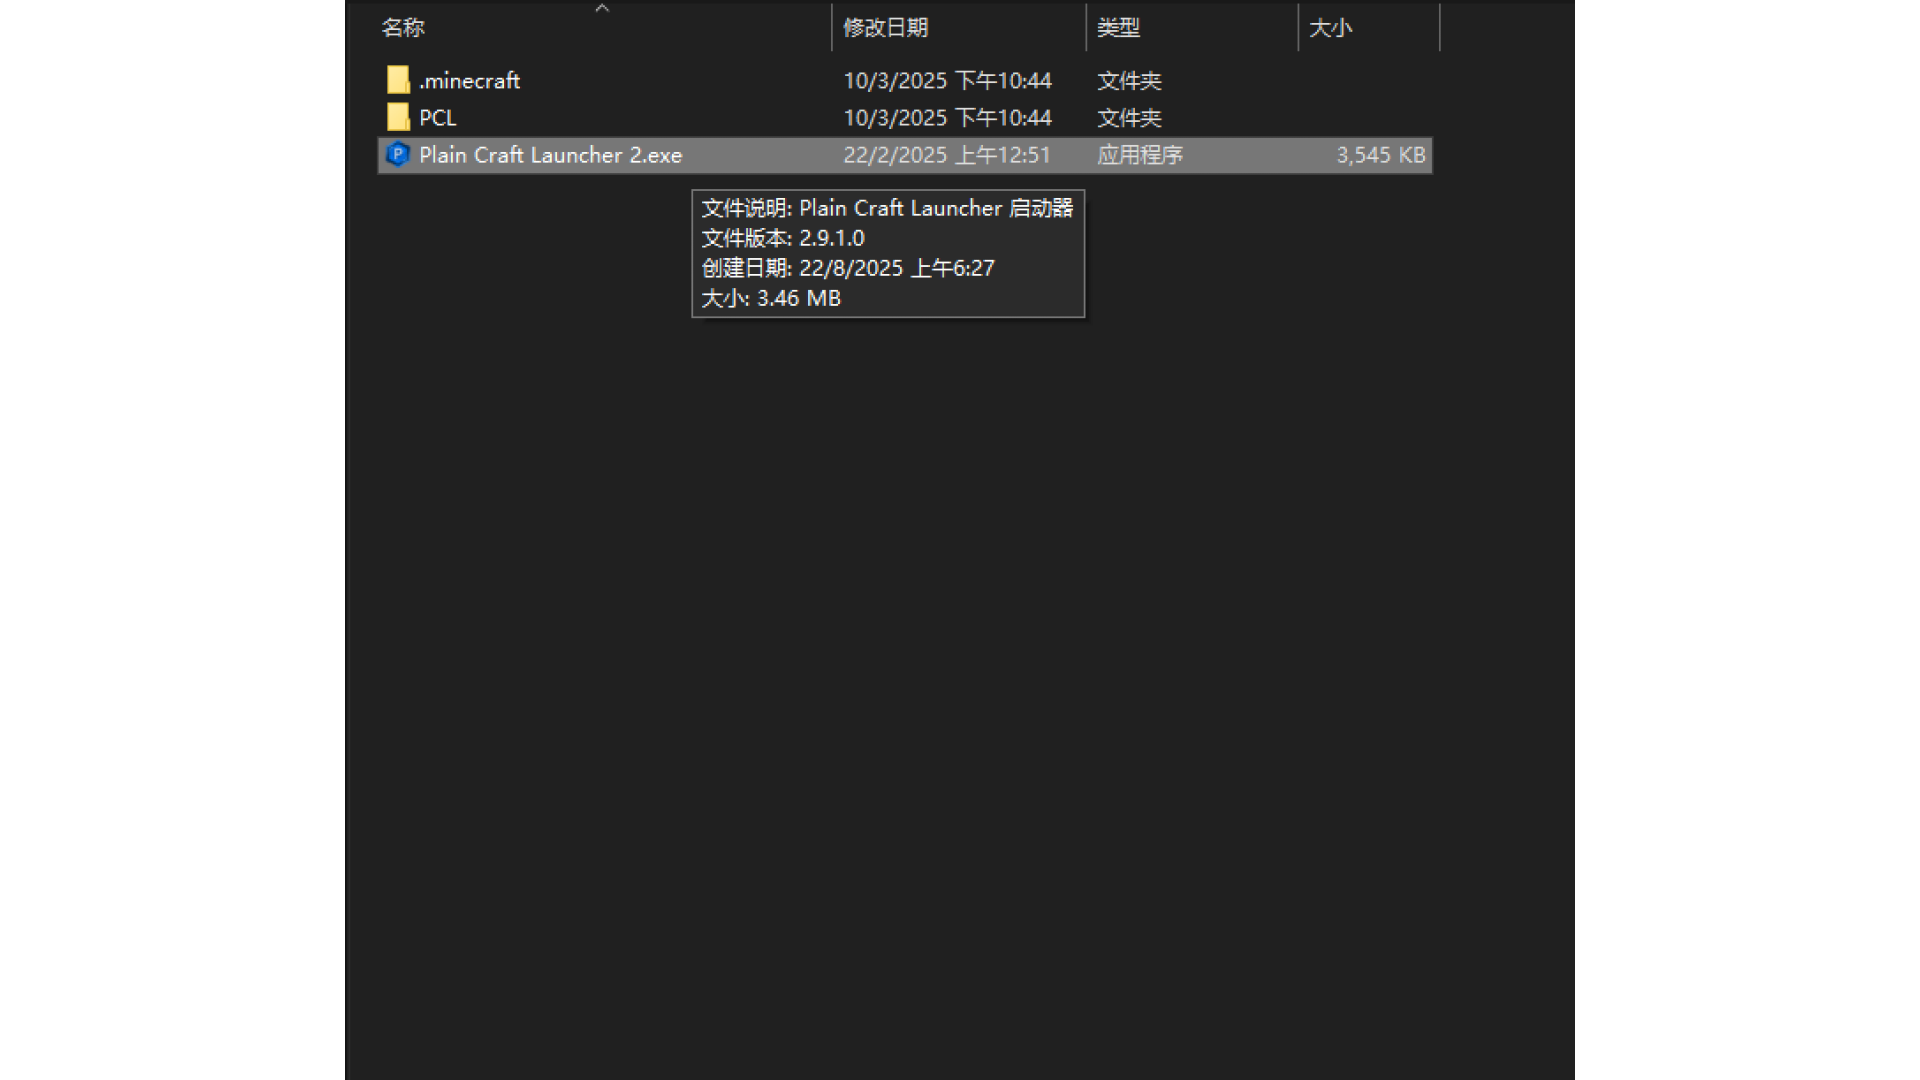 名称 修改日期 类型 大小
.minecraft 10/3/2025 下午10:44 文件夹
PCL 10/3/2025 下午10:44 文件夹
P Plain Craft Launcher 2.exe 22/2/2025 上午12:51 应用程序 3,545 KB
文件说明: Plain Craft Launcher 启动器
文件版本: 2.9.1.0
创建日期: 22/8/2025 上午6:27
大小: 3.46 MB